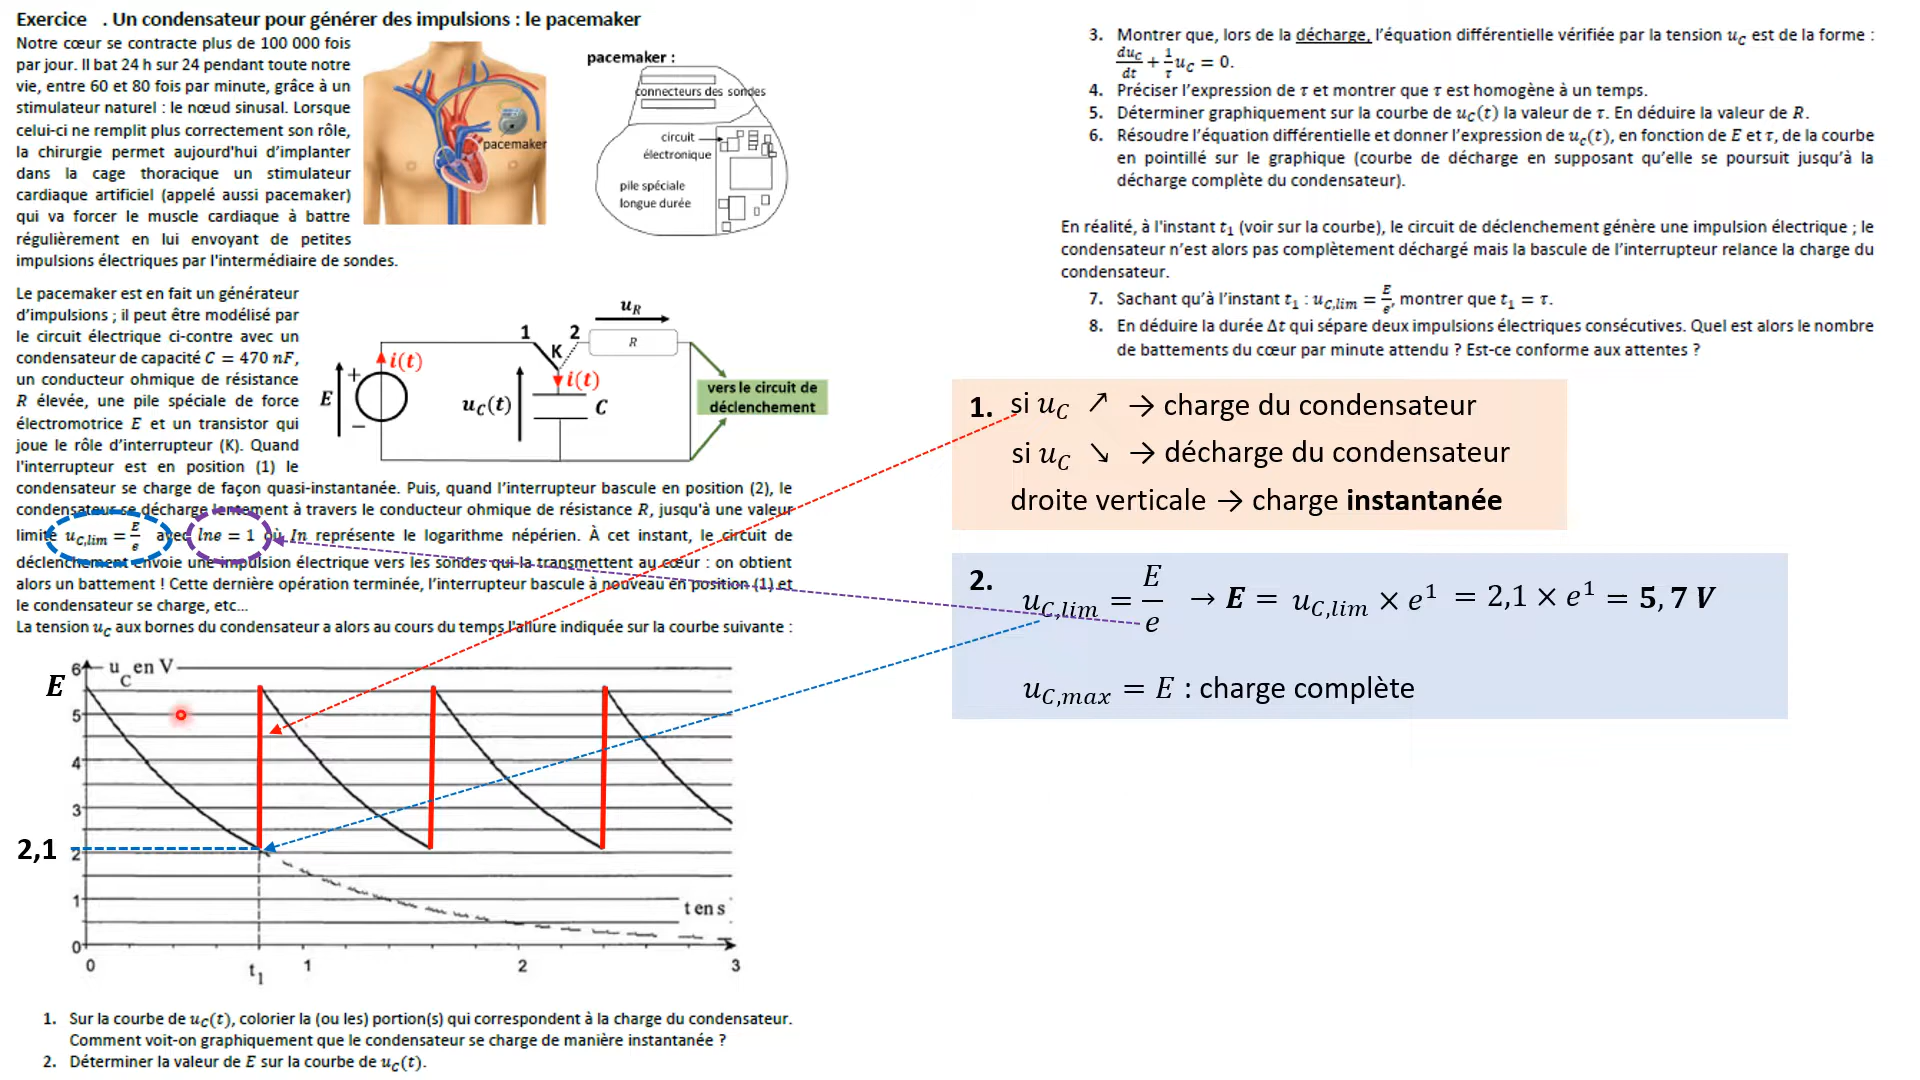 Exercice . Un condensateur pour générer des impulsions : le pacemaker
Notre cœur se contracte plus de 100 000 fois
par jour. Il bat 24 h sur 24 pendant toute notre
vie, entre 60 et 80 fois par minute, grâce à un
stimulateur naturel : le nœud sinusal. Lorsque
celui-ci ne remplit plus correctement son rôle,
la chirurgie permet aujourd'hui d'implanter
dans la cage thoracique un stimulateur
cardiaque artificiel (appelé aussi pacemaker)
qui va forcer le muscle cardiaque à battre
régulièrement en lui envoyant de petites
impulsions électriques par l'intermédiaire de sondes.
pacemaker
pacemaker :
connecteurs des sondes
circuit
électronique
pile spéciale
longue durée
Le pacemaker est en fait un générateur
d'impulsions ; il peut être modélisé par
le circuit électrique ci-contre avec un
condensateur de capacité C = 470 nF,
un conducteur ohmique de résistance
R élevée, une pile spéciale de force
électromotrice E et un transistor qui
joue le rôle d'interrupteur (K). Quand
l'interrupteur est en position (1) le
condensateur se charge de façon quasi-instantanée. Puis, quand l'interrupteur bascule en position (2), le
condensateur se décharge lentement à travers le conducteur ohmique de résistance R, jusqu'à une valeur
limite u_C,lim = E/e avec lne = 1 où ln représente le logarithme népérien. À cet instant, le circuit de
déclenchement envoie une impulsion électrique vers les sondes qui la transmettent au cœur : on obtient
alors un battement ! Cette dernière opération terminée, l'interrupteur bascule à nouveau en position (1) et
le condensateur se charge, etc...
La tension u_C aux bornes du condensateur a alors au cours du temps l'allure indiquée sur la courbe suivante :
u_R
1 2
K
R
i(t)
i(t)
E
+
−
u_C(t)
C
vers le circuit de
déclenchement
E
6 u_C en V
5
4
3
2,1
2
1
0
t en s
0 t_1 1 2 3
1. Sur la courbe de u_C(t), colorier la (ou les) portion(s) qui correspondent à la charge du condensateur.
Comment voit-on graphiquement que le condensateur se charge de manière instantanée ?
2. Déterminer la valeur de E sur la courbe de u_C(t).
3. Montrer que, lors de la décharge, l'équation différentielle vérifiée par la tension u_C est de la forme :
du_C/dt + 1/τ u_C = 0.
4. Préciser l'expression de τ et montrer que τ est homogène à un temps.
5. Déterminer graphiquement sur la courbe de u_C(t) la valeur de τ. En déduire la valeur de R.
6. Résoudre l'équation différentielle et donner l'expression de u_C(t), en fonction de E et τ, de la courbe
en pointillé sur le graphique (courbe de décharge en supposant qu'elle se poursuit jusqu'à la
décharge complète du condensateur).
En réalité, à l'instant t_1 (voir sur la courbe), le circuit de déclenchement génère une impulsion électrique ; le
condensateur n'est alors pas complètement déchargé mais la bascule de l'interrupteur relance la charge du
condensateur.
7. Sachant qu'à l'instant t_1 : u_C,lim = E/e, montrer que t_1 = τ.
8. En déduire la durée Δt qui sépare deux impulsions électriques consécutives. Quel est alors le nombre
de battements du cœur par minute attendu ? Est-ce conforme aux attentes ?
1. si u_C ↗ → charge du condensateur
si u_C ↘ → décharge du condensateur
droite verticale → charge instantanée
2. u_C,lim = E/e → E = u_C,lim × e^1 = 2,1 × e^1 = 5,7 V
u_C,max = E : charge complète